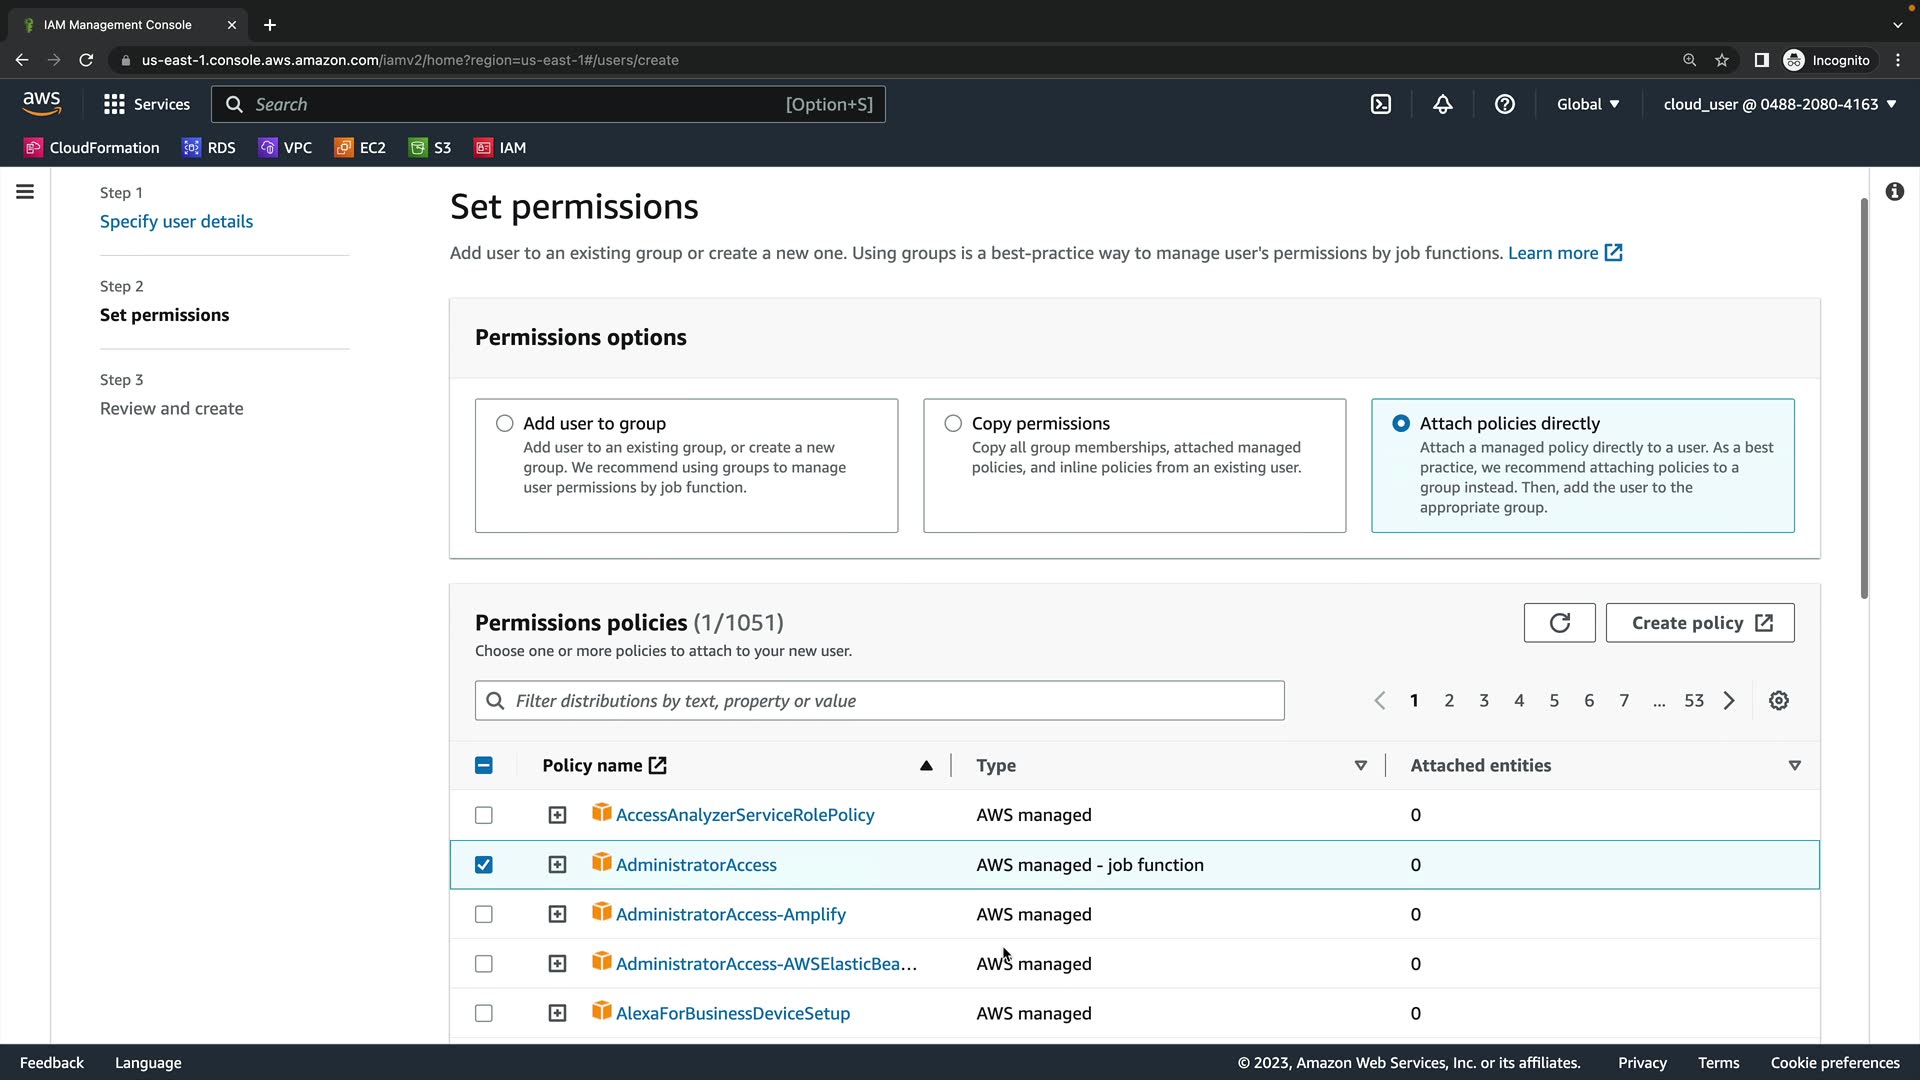 IAM Management Console
us-east-1.console.aws.amazon.com/iamv2/home?region=us-east-1#/users/create
Incognito
aws
Services
Search
[Option+S]
Global
cloud_user @ 0488-2080-4163
CloudFormation
RDS
VPC
EC2
S3
IAM
Step 1
Specify user details
Step 2
Set permissions
Step 3
Review and create
Set permissions
Add user to an existing group or create a new one. Using groups is a best-practice way to manage user's permissions by job functions. Learn more
Permissions options
Add user to group
Add user to an existing group, or create a new
group. We recommend using groups to manage
user permissions by job function.
Copy permissions
Copy all group memberships, attached managed
policies, and inline policies from an existing user.
Attach policies directly
Attach a managed policy directly to a user. As a best
practice, we recommend attaching policies to a
group instead. Then, add the user to the
appropriate group.
Permissions policies (1/1051)
Choose one or more policies to attach to your new user.
Create policy
Filter distributions by text, property or value
1 2 3 4 5 6 7 ... 53
Policy name Type Attached entities
AccessAnalyzerServiceRolePolicy AWS managed 0
AdministratorAccess AWS managed - job function 0
AdministratorAccess-Amplify AWS managed 0
AdministratorAccess-AWSElasticBea... AWS managed 0
AlexaForBusinessDeviceSetup AWS managed 0
Feedback
Language
© 2023, Amazon Web Services, Inc. or its affiliates.
Privacy
Terms
Cookie preferences